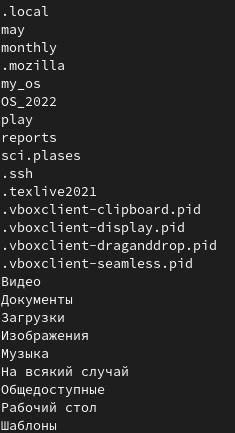 .local
may
monthly
.mozilla
my_os
OS_2022
play
reports
sci.plases
.ssh
.texlive2021
.vboxclient-clipboard.pid
.vboxclient-display.pid
.vboxclient-draganddrop.pid
.vboxclient-seamless.pid
Видео
Документы
Загрузки
Изображения
Музыка
На всякий случай
Общедоступные
Рабочий стол
Шаблоны